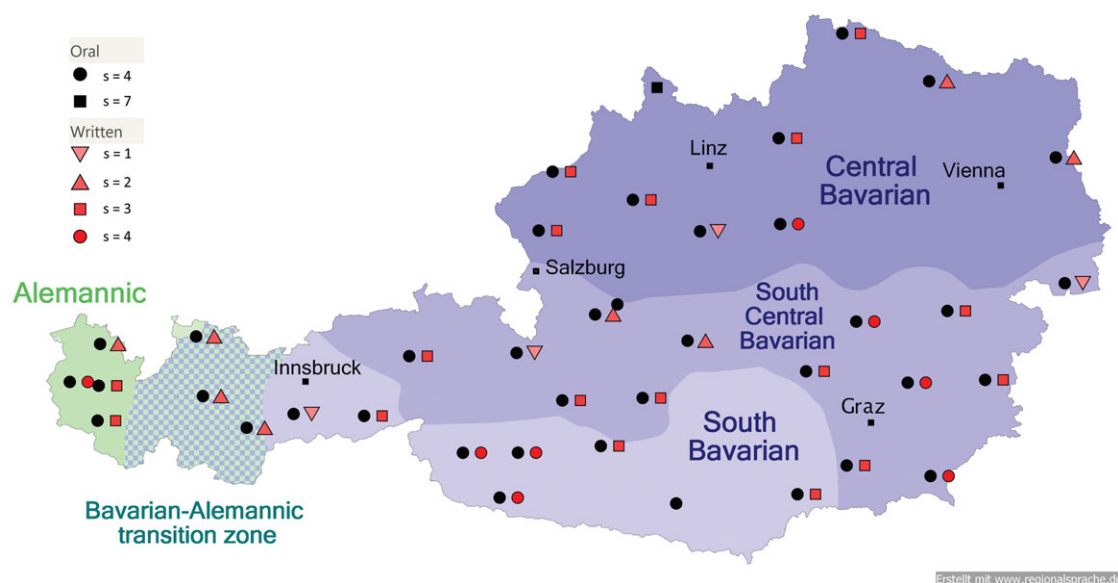 Oral
s = 4
s = 7
Written
s = 1
s = 2
s = 3
s = 4
Linz
Central
Bavarian
Vienna
Salzburg
Alemannic
South
Central
Bavarian
Innsbruck
Graz
South
Bavarian
Bavarian-Alemannic
transition zone
Erstellt mit www.regionalsprache.de